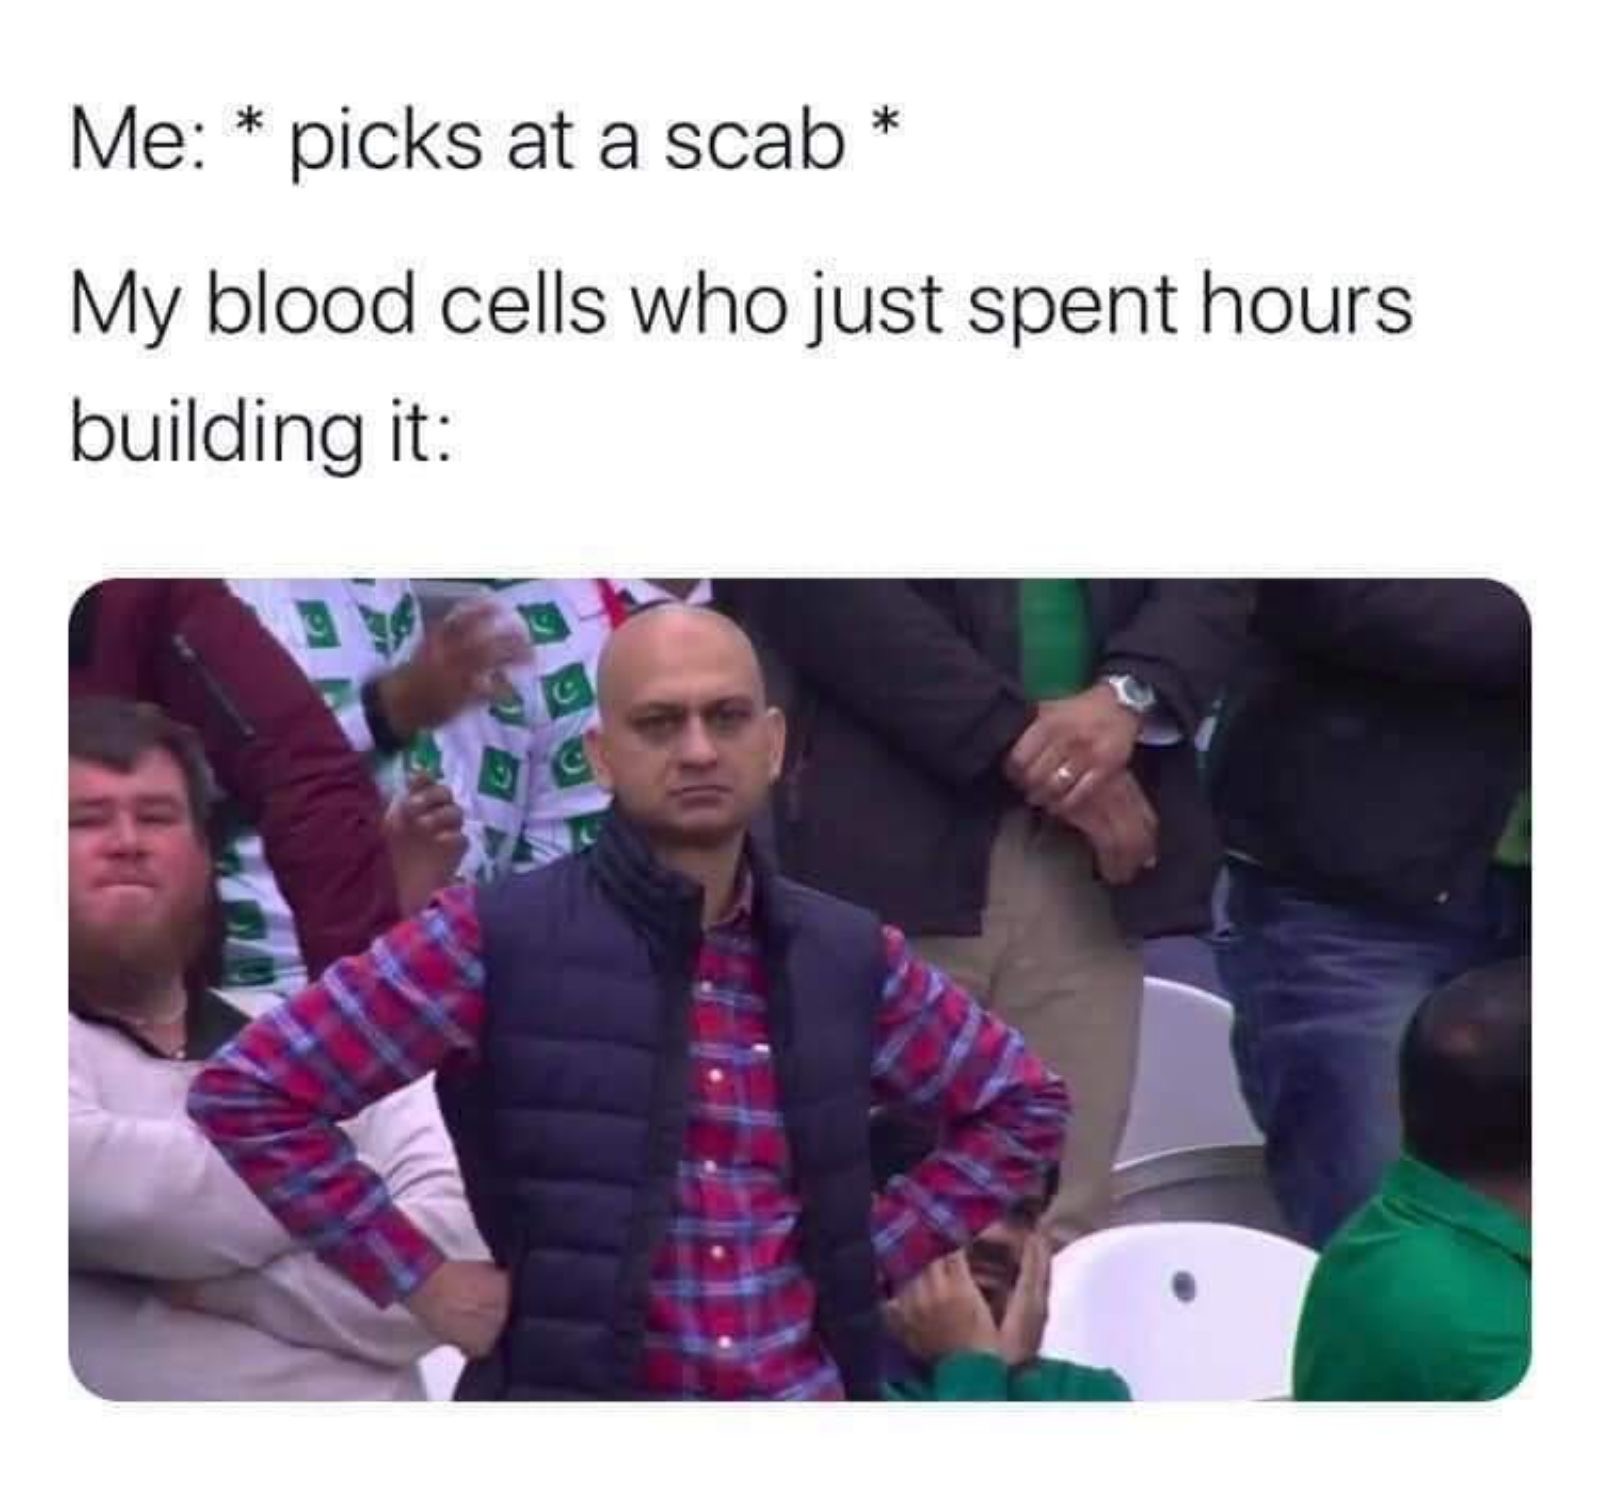 Me: * picks at a scab *
My blood cells who just spent hours
building it: